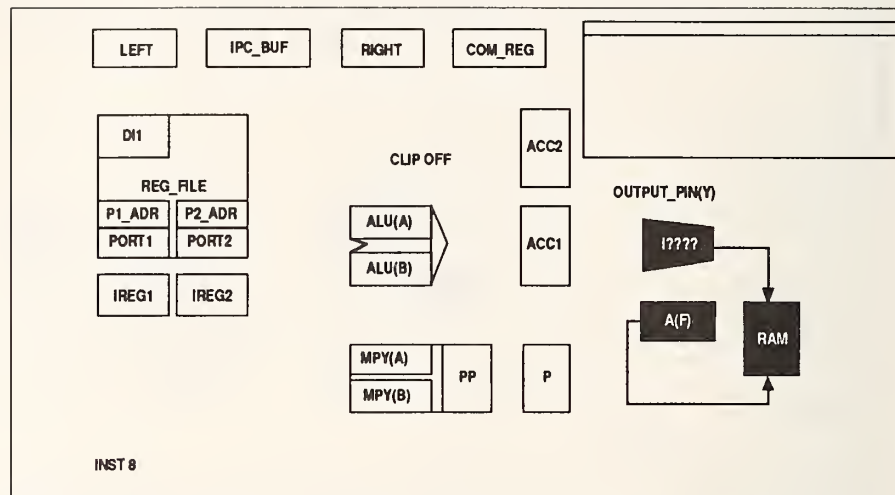 LEFT IPC_BUF RIGHT COM_REG
DI1
REG_FILE
P1_ADR P2_ADR
PORT1 PORT2
IREG1 IREG2
CLIP OFF
ALU(A)
ALU(B)
ACC2
ACC1
MPY(A)
MPY(B)
PP
P
OUTPUT_PIN(Y)
I????
A(F)
RAM
INST 8